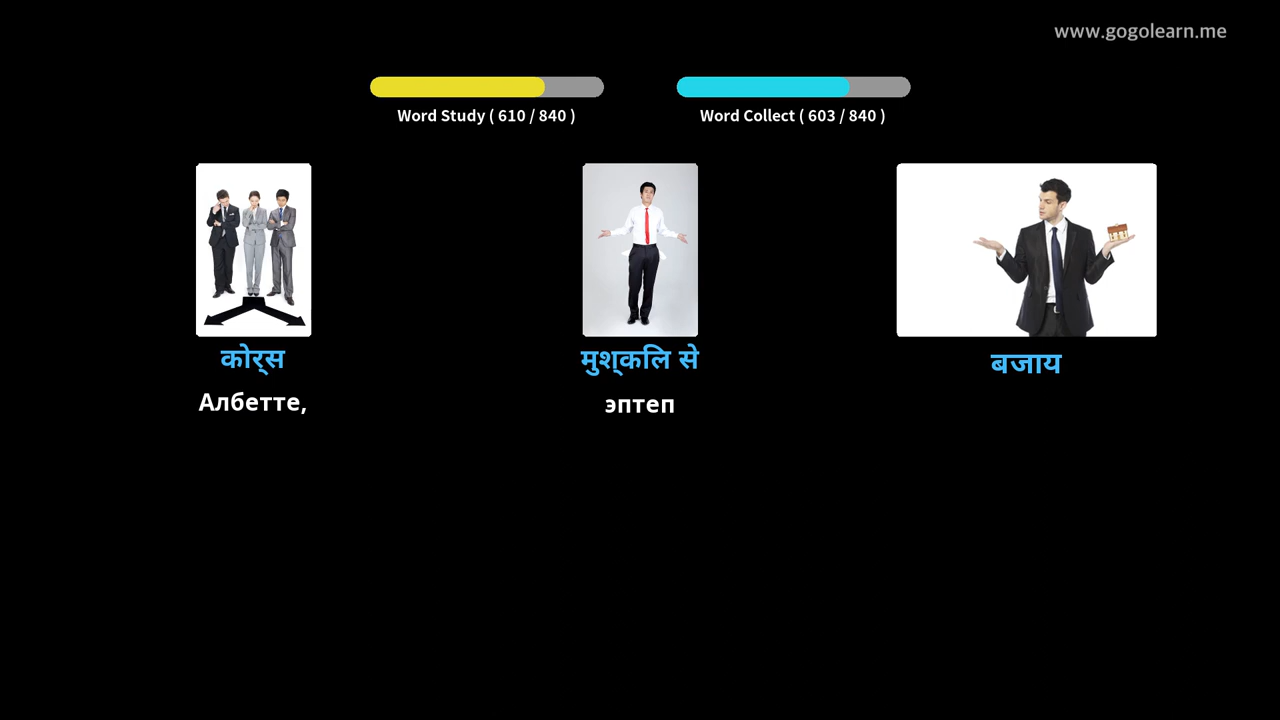 www.gogolearn.me
Word Study ( 610 / 840 )
Word Collect ( 603 / 840 )
कोर्स
मुश्कलि से
बजाय
Албетте,
эптеп